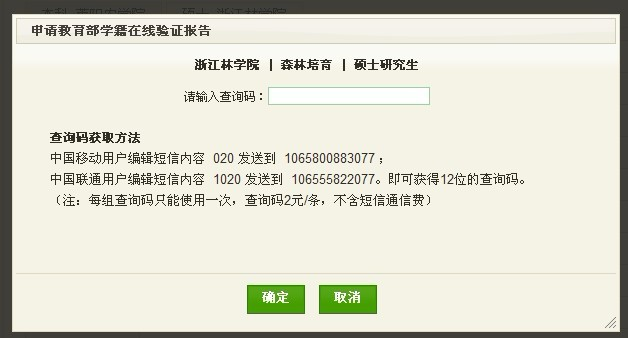 申请教育部学籍在线验证报告
浙江林学院 | 森林培育 | 硕士研究生
请输入查询码：
查询码获取方法
中国移动用户编辑短信内容 020 发送到 1065800883077 ；
中国联通用户编辑短信内容 1020 发送到 106555822077。即可获得12位的查询码。
（注：每组查询码只能使用一次，查询码2元/条，不含短信通信费）
确定 取消